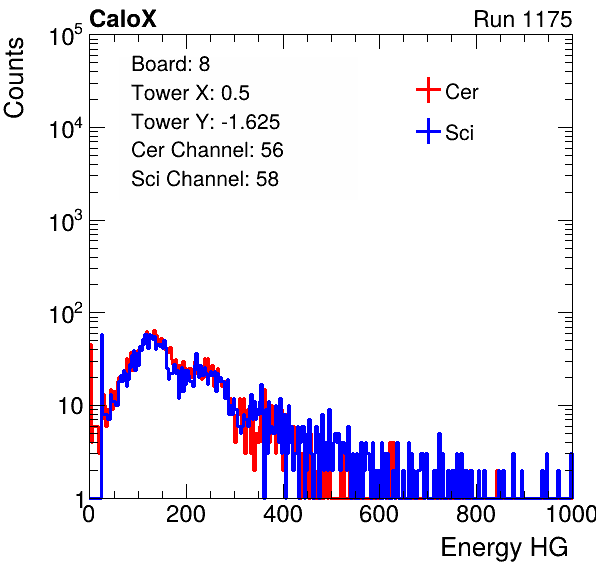 CaloX Run 1175
Counts
Board: 8
Tower X: 0.5
Tower Y: -1.625
Cer Channel: 56
Sci Channel: 58
Cer
Sci
10^5
10^4
10^3
10^2
10
1
0 200 400 600 800 1000
Energy HG